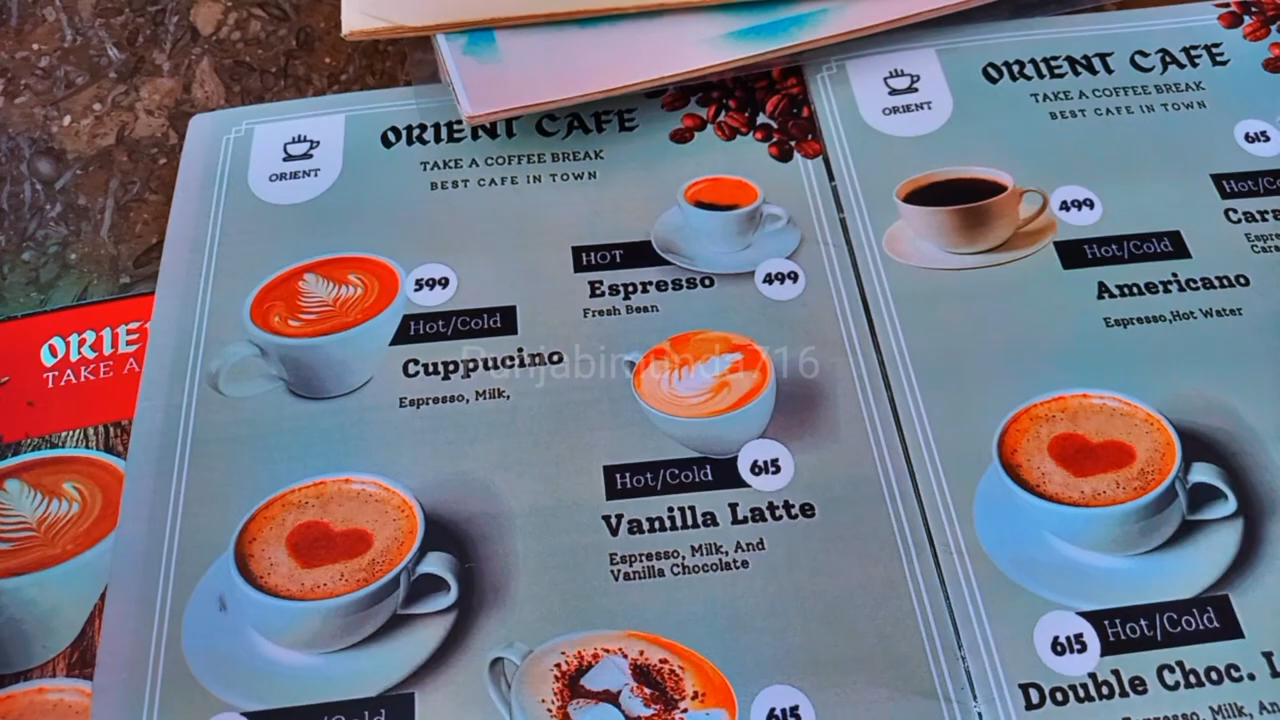 ORIENT CAFE
TAKE A COFFEE BREAK
BEST CAFE IN TOWN
ORIENT
HOT
Espresso
499
Fresh Bean
599
Hot/Cold
Cuppucino
Espresso, Milk,
Hot/Cold
615
Vanilla Latte
Espresso, Milk, And
Vanilla Chocolate
615
ORIENT CAFE
TAKE A COFFEE BREAK
BEST CAFE IN TOWN
ORIENT
499
Hot/Cold
Americano
Espresso,Hot Water
615
615
Hot/Cold
Double Choc.
TAKE A